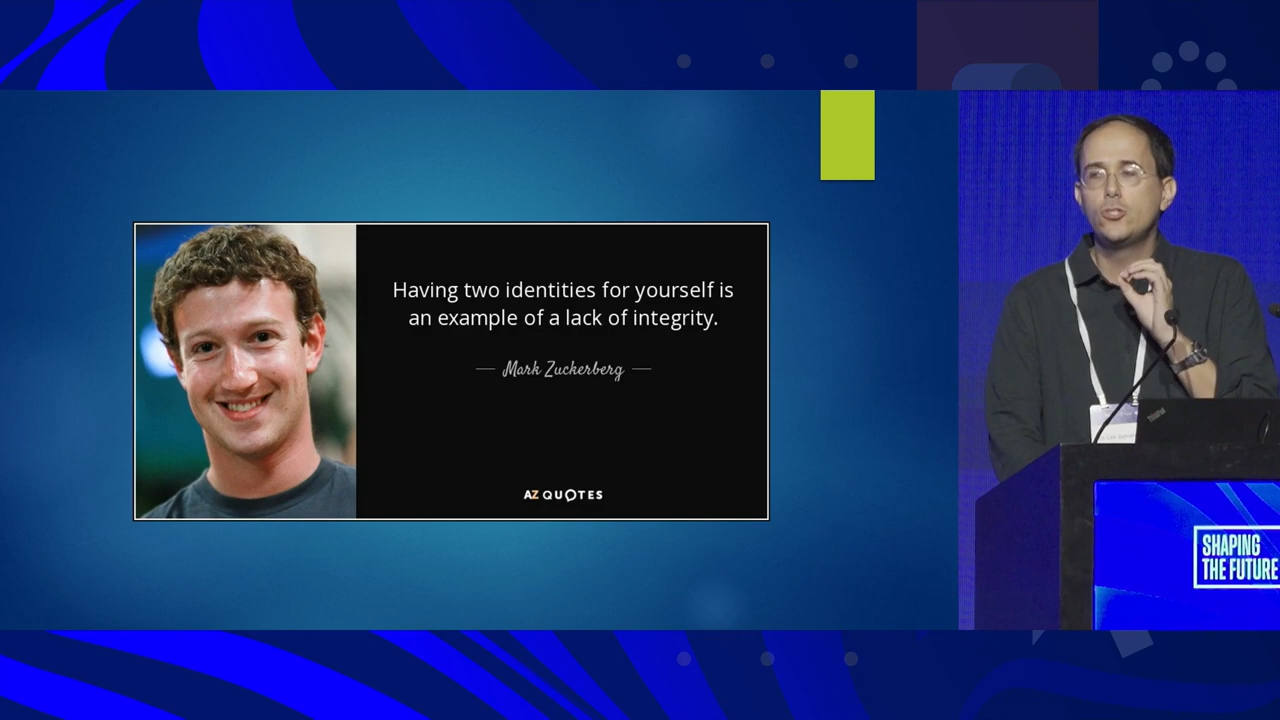 Having two identities for yourself is
an example of a lack of integrity.
Mark Zuckerberg
AZ QUOTES
ThinkPad
SHAPING
THE FUTURE